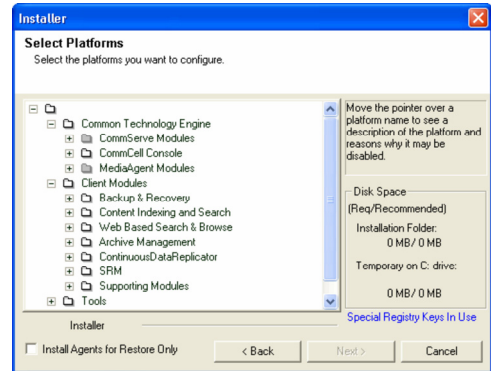 Installer
Select Platforms
Select the platforms you want to configure.
Common Technology Engine
CommServe Modules
CommCell Console
MediaAgent Modules
Client Modules
Backup & Recovery
Content Indexing and Search
Web Based Search & Browse
Archive Management
ContinuousDataReplicator
SRM
Supporting Modules
Tools
Move the pointer over a
platform name to see a
description of the platform and
reasons why it may be
disabled.
Disk Space
(Req/Recommended)
Installation Folder:
0 MB/ 0 MB
Temporary on C: drive:
0 MB/ 0 MB
Special Registry Keys In Use
Installer
Install Agents for Restore Only
< Back
Next >
Cancel